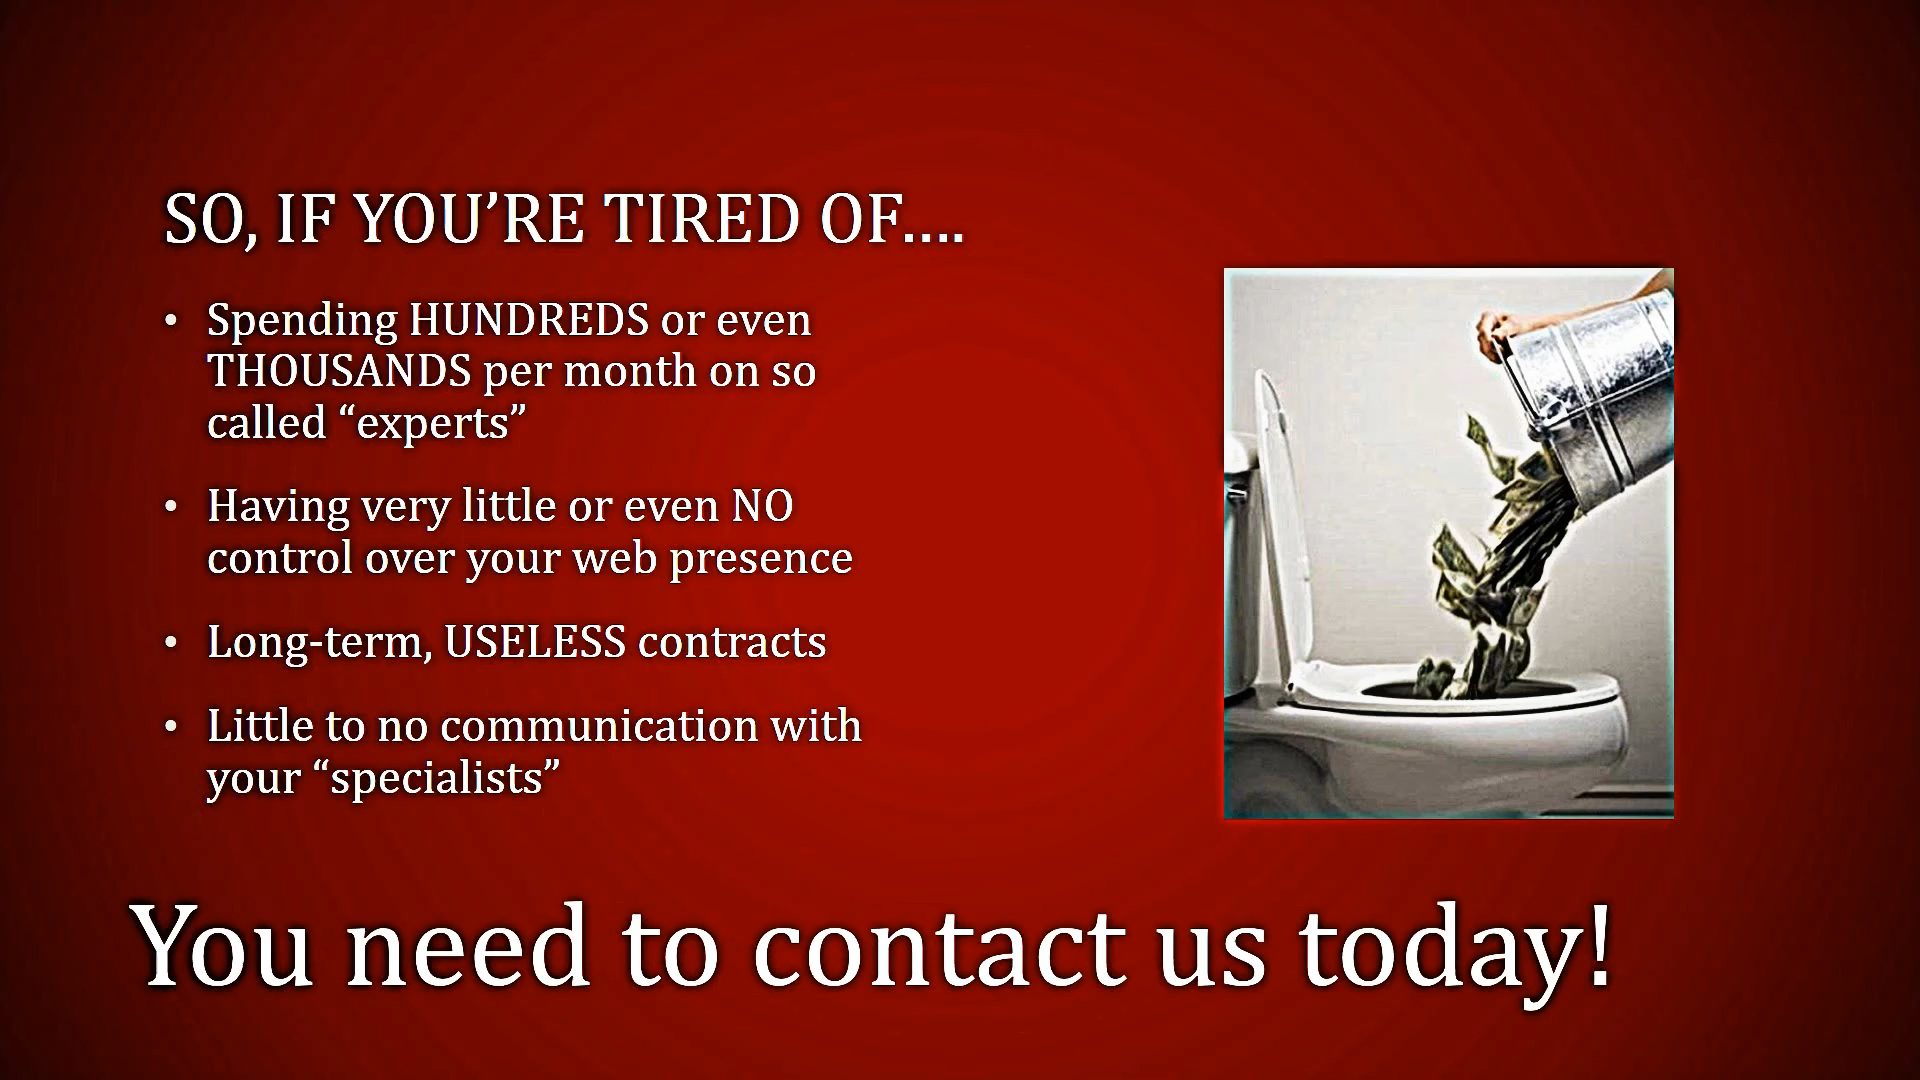 SO, IF YOU’RE TIRED OF….
• Spending HUNDREDS or even
THOUSANDS per month on so
called “experts”
• Having very little or even NO
control over your web presence
• Long-term, USELESS contracts
• Little to no communication with
your “specialists”
You need to contact us today!